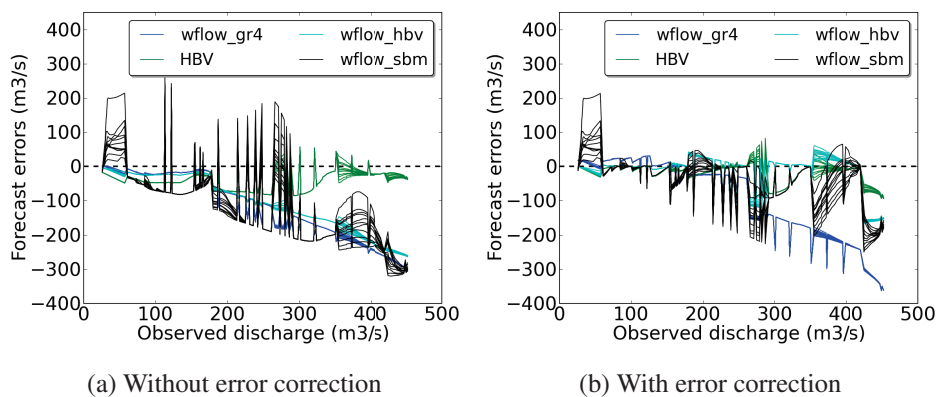 400
300
200
100
0
−100
−200
−300
−400
Forecast errors (m3/s)
wflow_gr4
HBV
wflow_hbv
wflow_sbm
0 100 200 300 400 500
Observed discharge (m3/s)
(a) Without error correction
400
300
200
100
0
−100
−200
−300
−400
Forecast errors (m3/s)
wflow_gr4
HBV
wflow_hbv
wflow_sbm
0 100 200 300 400 500
Observed discharge (m3/s)
(b) With error correction